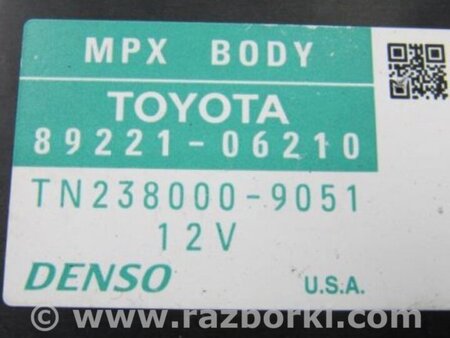 MPX BODY
TOYOTA
89221-06210
TN238000-9051
12V
DENSO
U.S.A.
© www.razborki.com